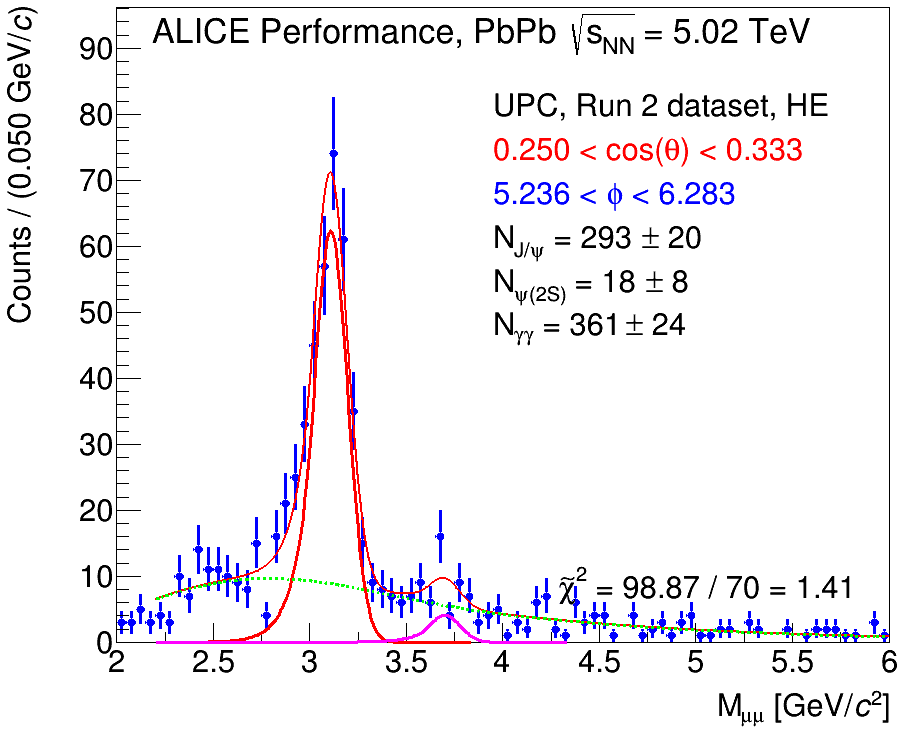 ALICE Performance, PbPb √sNN = 5.02 TeV
UPC, Run 2 dataset, HE
0.250 < cos(θ) < 0.333
5.236 < ϕ < 6.283
NJ/ψ = 293 ± 20
Nψ(2S) = 18 ± 8
Nγγ = 361 ± 24
χ̃² = 98.87 / 70 = 1.41
Counts / (0.050 GeV/c)
90
80
70
60
50
40
30
20
10
0
2 2.5 3 3.5 4 4.5 5 5.5 6
Mμμ [GeV/c²]